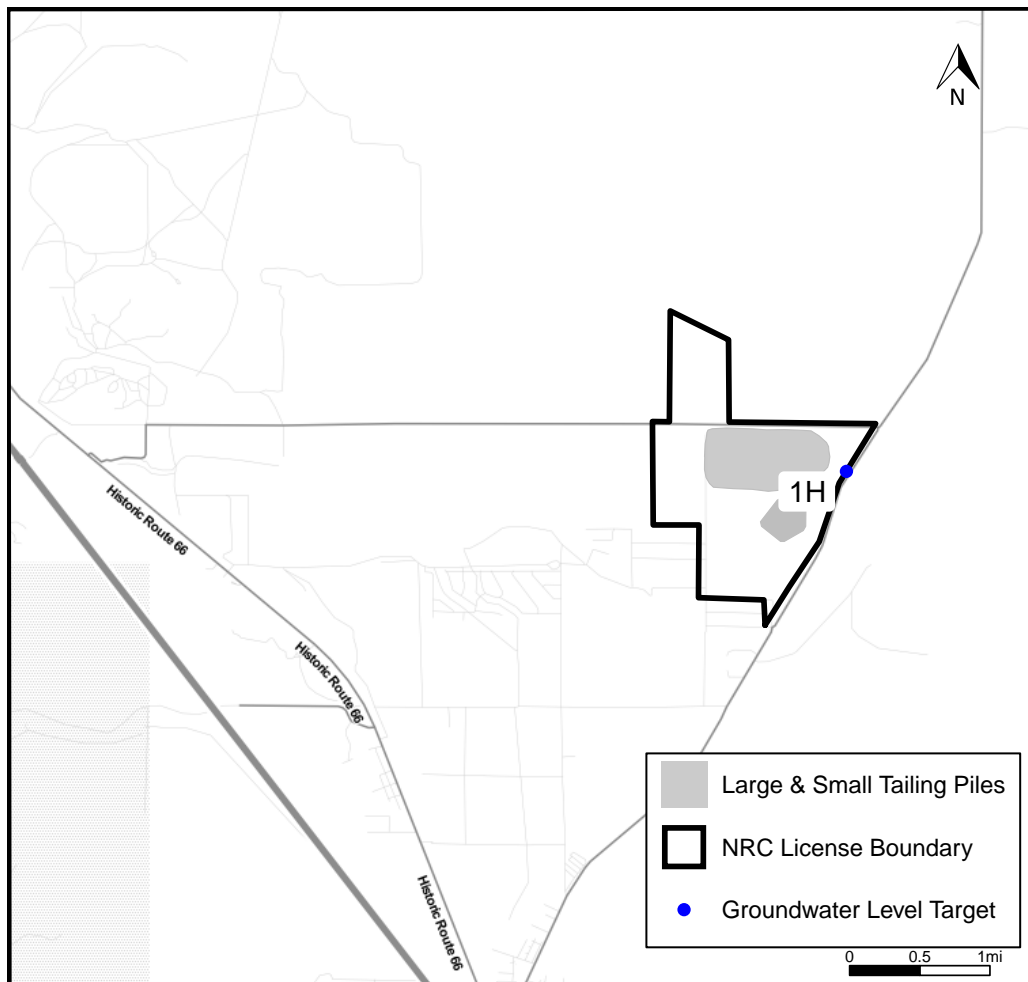 N
1H
Historic Route 66
Historic Route 66
Historic Route 66
Large & Small Tailing Piles
NRC License Boundary
Groundwater Level Target
0 0.5 1mi